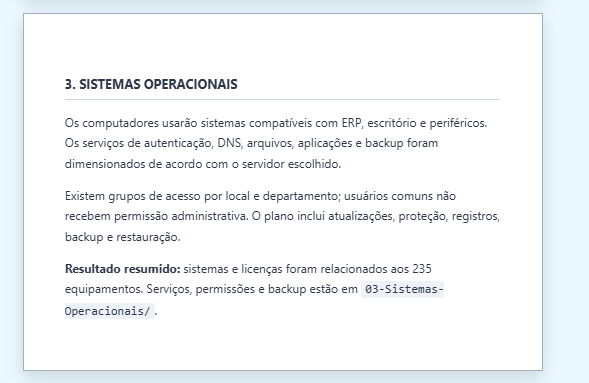 3. SISTEMAS OPERACIONAIS
Os computadores usarão sistemas compatíveis com ERP, escritório e periféricos.
Os serviços de autenticação, DNS, arquivos, aplicações e backup foram
dimensionados de acordo com o servidor escolhido.
Existem grupos de acesso por local e departamento; usuários comuns não
recebem permissão administrativa. O plano inclui atualizações, proteção, registros,
backup e restauração.
Resultado resumido: sistemas e licenças foram relacionados aos 235
equipamentos. Serviços, permissões e backup estão em 03-Sistemas-
Operacionais/ .